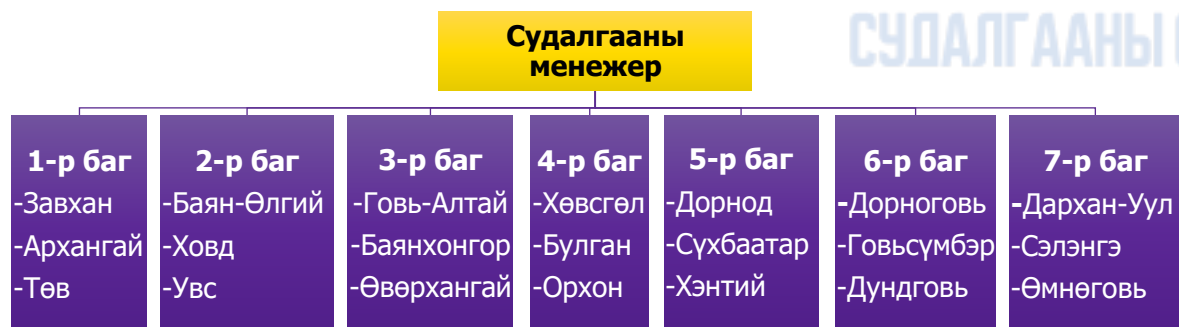 СУДАЛГААНЫ
Судалгааны
менежер
1-р баг
-Завхан
-Архангай
-Төв
2-р баг
-Баян-Өлгий
-Ховд
-Увс
3-р баг
-Говь-Алтай
-Баянхонгор
-Өвөрхангай
4-р баг
-Хөвсгөл
-Булган
-Орхон
5-р баг
-Дорнод
-Сүхбаатар
-Хэнтий
6-р баг
-Дорноговь
-Говьсүмбэр
-Дундговь
7-р баг
-Дархан-Уул
-Сэлэнгэ
-Өмнөговь